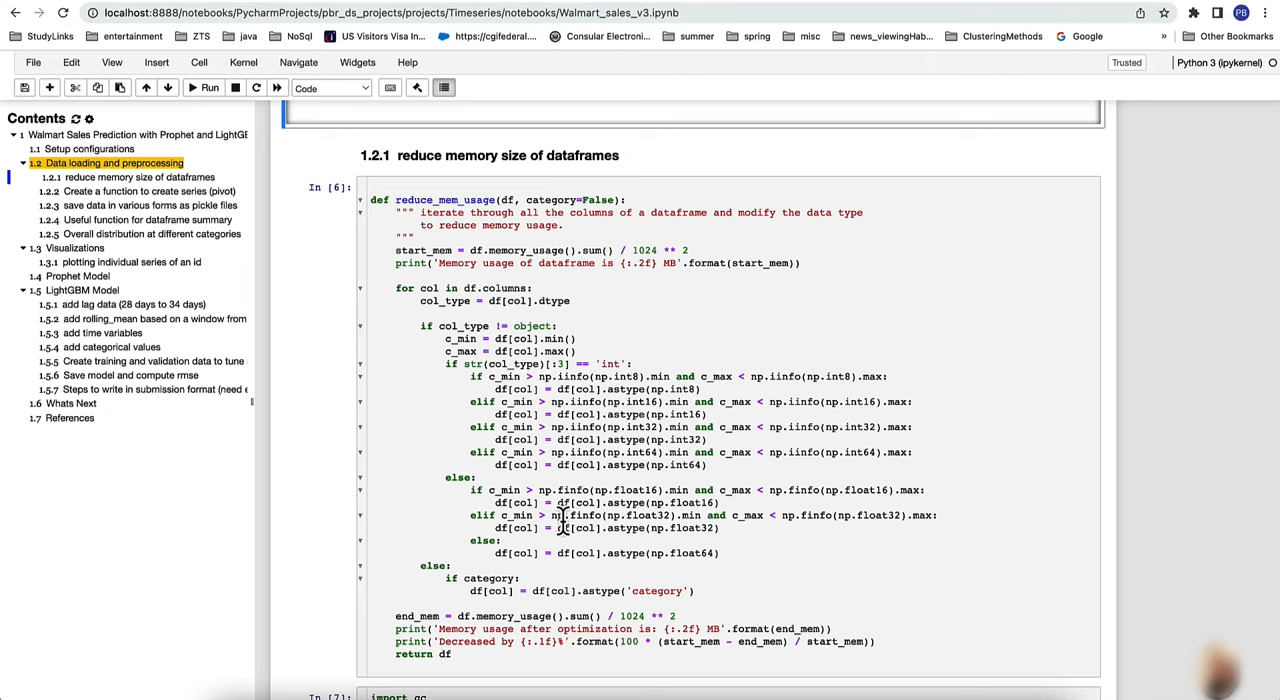 localhost:8888/notebooks/PycharmProjects/pbr_ds_projects/projects/Timeseries/notebooks/Walmart_sales_v3.ipynb
PB
StudyLinks entertainment ZTS java NoSql US Visitors Visa In... https://cgifederal.... Consular Electroni... summer spring misc news_viewingHab... ClusteringMethods Google » Other Bookmarks
File Edit View Insert Cell Kernel Navigate Widgets Help Trusted Python 3 (ipykernel)
Run Code
Contents
1 Walmart Sales Prediction with Prophet and LightGE
1.1 Setup configurations
1.2 Data loading and preprocessing
1.2.1 reduce memory size of dataframes
1.2.2 Create a function to create series (pivot)
1.2.3 save data in various forms as pickle files
1.2.4 Useful function for dataframe summary
1.2.5 Overall distribution at different categories
1.3 Visualizations
1.3.1 plotting individual series of an id
1.4 Prophet Model
1.5 LightGBM Model
1.5.1 add lag data (28 days to 34 days)
1.5.2 add rolling_mean based on a window from
1.5.3 add time variables
1.5.4 add categorical values
1.5.5 Create training and validation data to tune
1.5.6 Save model and compute rmse
1.5.7 Steps to write in submission format (need e
1.6 Whats Next
1.7 References
1.2.1 reduce memory size of dataframes
In [6]:
def reduce_mem_usage(df, category=False):
""" iterate through all the columns of a dataframe and modify the data type
to reduce memory usage.
"""
start_mem = df.memory_usage().sum() / 1024 ** 2
print('Memory usage of dataframe is {:.2f} MB'.format(start_mem))
for col in df.columns:
col_type = df[col].dtype
if col_type != object:
c_min = df[col].min()
c_max = df[col].max()
if str(col_type)[:3] == 'int':
if c_min > np.iinfo(np.int8).min and c_max < np.iinfo(np.int8).max:
df[col] = df[col].astype(np.int8)
elif c_min > np.iinfo(np.int16).min and c_max < np.iinfo(np.int16).max:
df[col] = df[col].astype(np.int16)
elif c_min > np.iinfo(np.int32).min and c_max < np.iinfo(np.int32).max:
df[col] = df[col].astype(np.int32)
elif c_min > np.iinfo(np.int64).min and c_max < np.iinfo(np.int64).max:
df[col] = df[col].astype(np.int64)
else:
if c_min > np.finfo(np.float16).min and c_max < np.finfo(np.float16).max:
df[col] = df[col].astype(np.float16)
elif c_min > np.finfo(np.float32).min and c_max < np.finfo(np.float32).max:
df[col] = df[col].astype(np.float32)
else:
df[col] = df[col].astype(np.float64)
else:
if category:
df[col] = df[col].astype('category')
end_mem = df.memory_usage().sum() / 1024 ** 2
print('Memory usage after optimization is: {:.2f} MB'.format(end_mem))
print('Decreased by {:.1f}%'.format(100 * (start_mem - end_mem) / start_mem))
return df
In [7]:
import gc